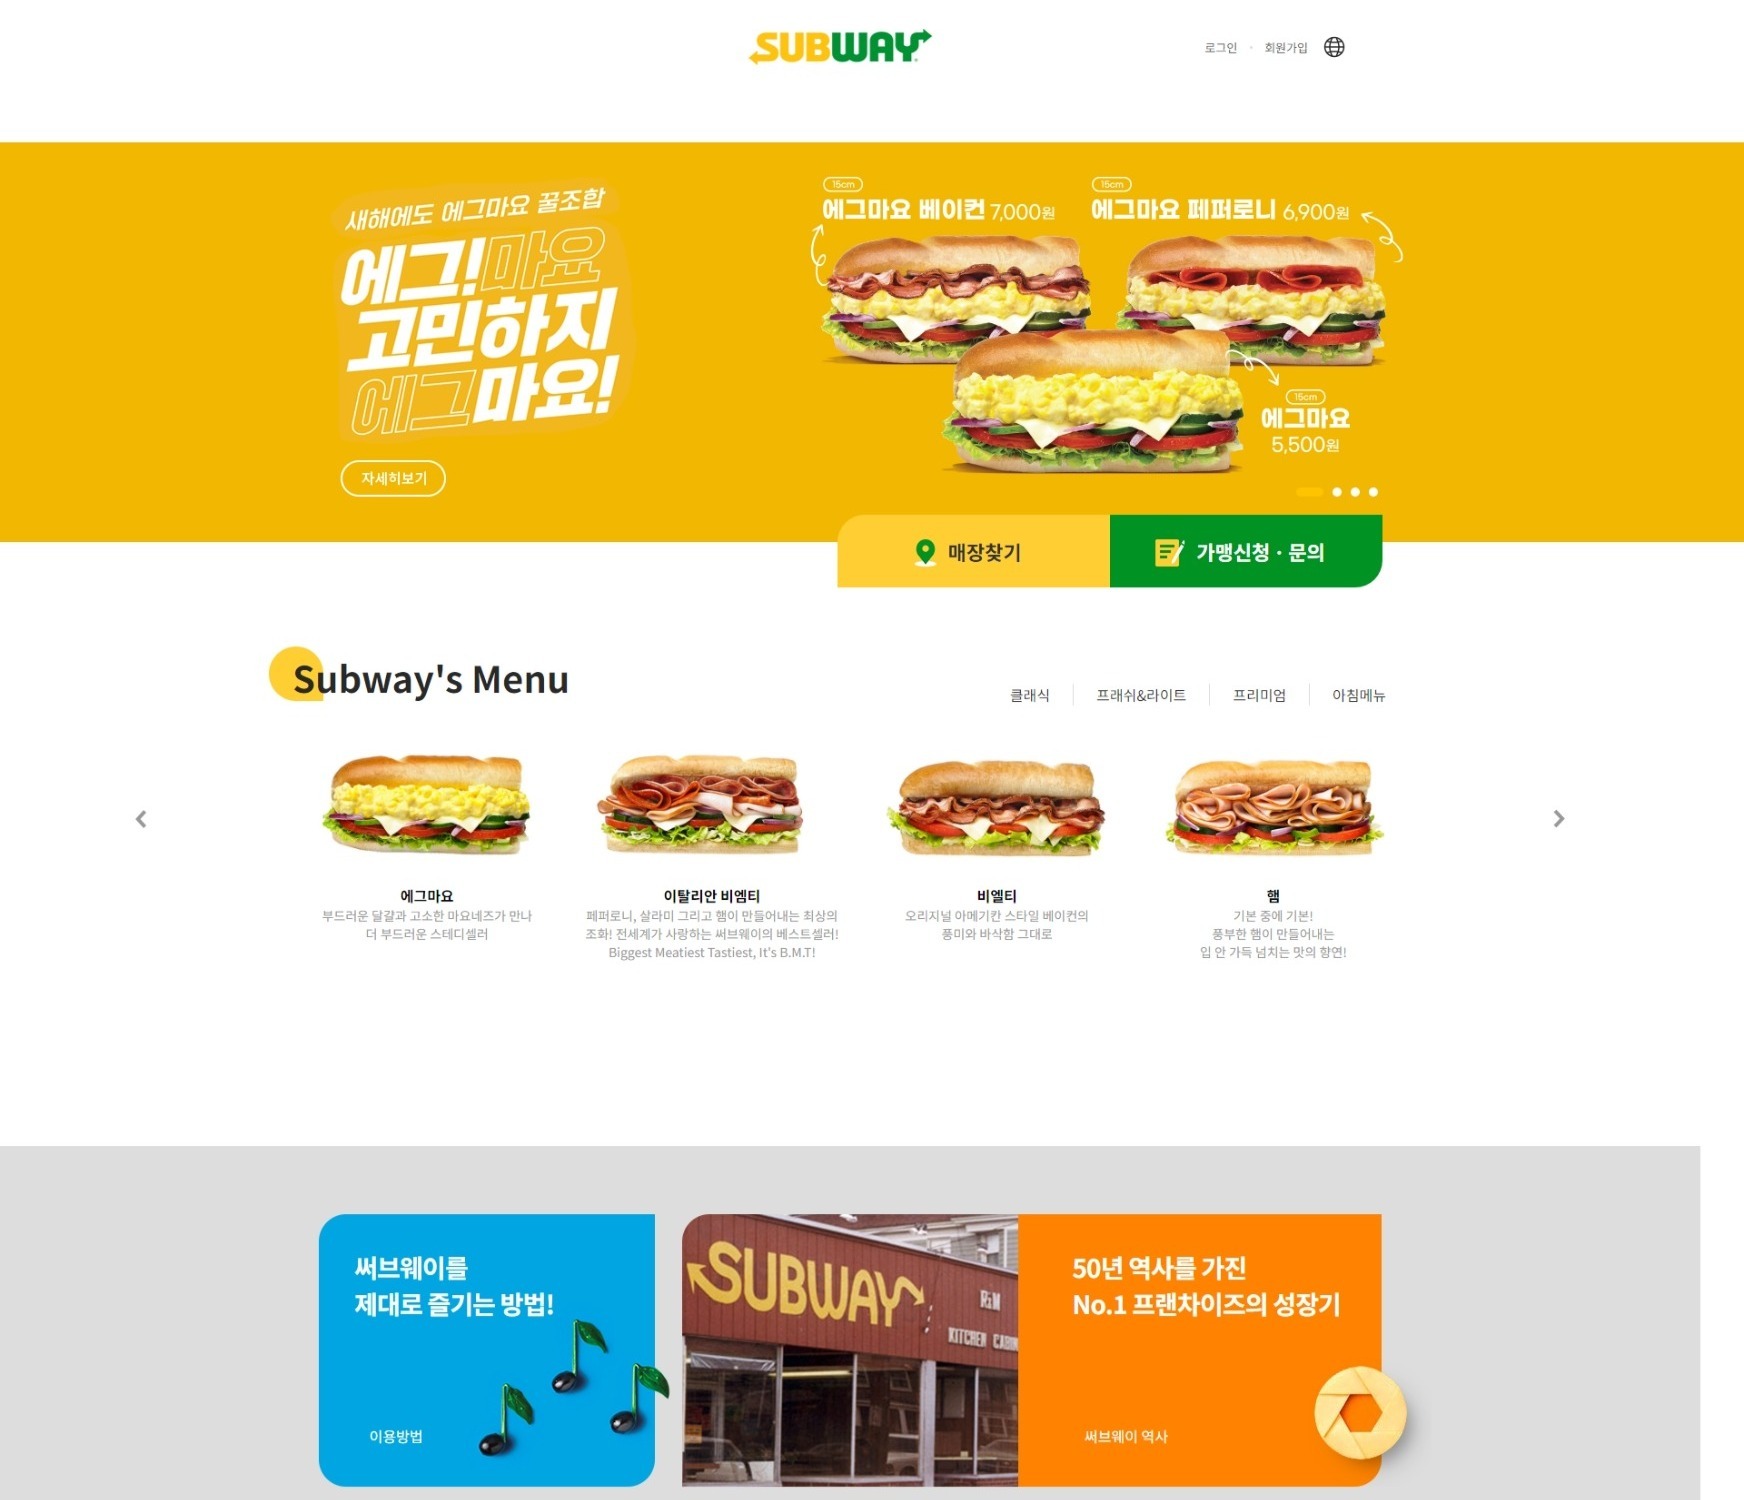 SUBWAY
로그인 · 회원가입
새해에도 에그마요 꿀조합
에그!마요
고민하지
에그마요!
자세히보기
15cm
에그마요 베이컨 7,000원
15cm
에그마요 페퍼로니 6,900원
15cm
에그마요
5,500원
매장찾기
가맹신청 · 문의
Subway's Menu
클래식
프래쉬&라이트
프리미엄
아침메뉴
에그마요
부드러운 달걀과 고소한 마요네즈가 만나
더 부드러운 스테디셀러
이탈리안 비엠티
페퍼로니, 살라미 그리고 햄이 만들어내는 최상의
조화! 전세계가 사랑하는 써브웨이의 베스트셀러!
Biggest Meatiest Tastiest, It's B.M.T!
비엘티
오리지널 아메기칸 스타일 베이컨의
풍미와 바삭함 그대로
햄
기본 중에 기본!
풍부한 햄이 만들어내는
입 안 가득 넘치는 맛의 향연!
써브웨이를
제대로 즐기는 방법!
이용방법
SUBWAY
R&M
KITCHEN CABIN
50년 역사를 가진
No.1 프랜차이즈의 성장기
써브웨이 역사